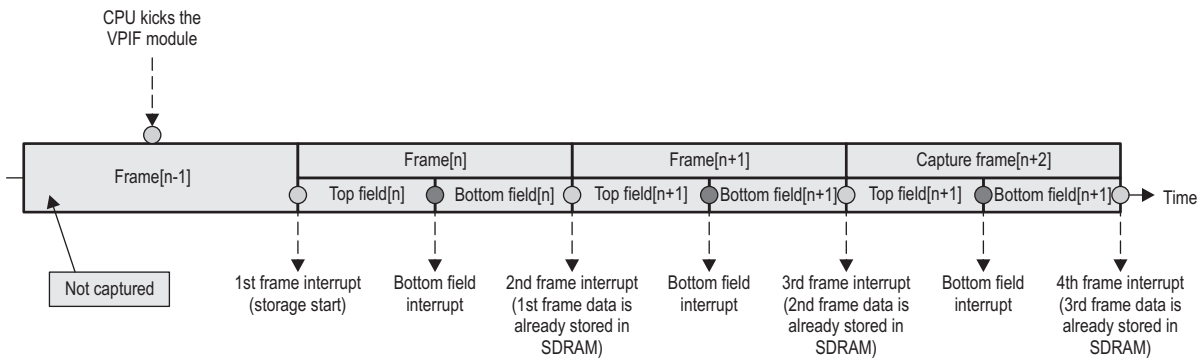 CPU kicks the
VPIF module
Frame[n-1]
Frame[n]
Frame[n+1]
Capture frame[n+2]
Top field[n]
Bottom field[n]
Top field[n+1]
Bottom field[n+1]
Top field[n+1]
Bottom field[n+1]
Time
Not captured
1st frame interrupt
(storage start)
Bottom field
interrupt
2nd frame interrupt
(1st frame data is
already stored in
SDRAM)
Bottom field
interrupt
3rd frame interrupt
(2nd frame data is
already stored in
SDRAM)
Bottom field
interrupt
4th frame interrupt
(3rd frame data is
already stored in
SDRAM)